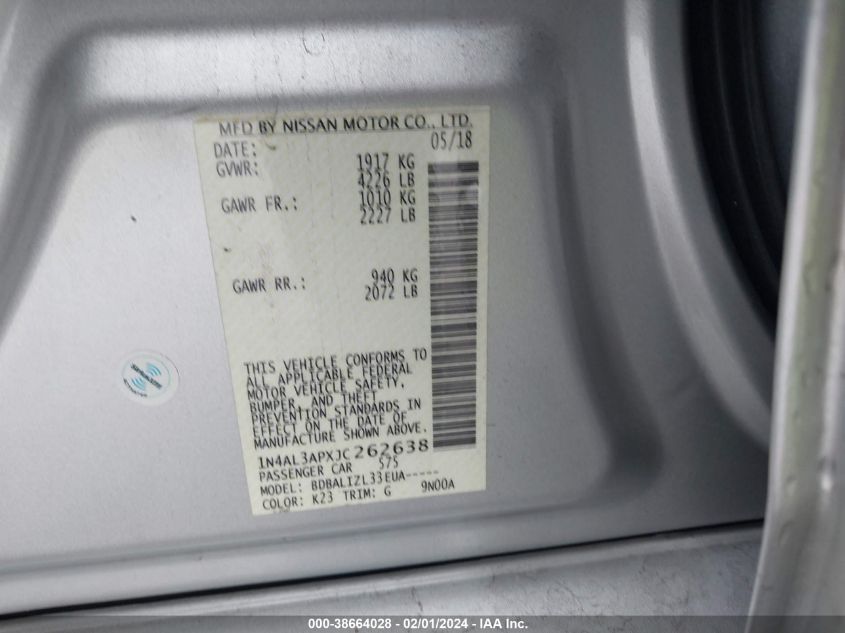 MFD BY NISSAN MOTOR CO., LTD.
DATE: 05/18
GVWR: 1917 KG
4226 LB
GAWR FR.: 1010 KG
2227 LB
GAWR RR.: 940 KG
2072 LB
THIS VEHICLE CONFORMS TO
ALL APPLICABLE FEDERAL
MOTOR VEHICLE SAFETY,
BUMPER, AND THEFT
PREVENTION STANDARDS IN
EFFECT ON THE DATE OF
MANUFACTURE SHOWN ABOVE.
1N4AL3APXJC262638
PASSENGER CAR 575
MODEL: BDBALIZL33EUA-----
COLOR: K23 TRIM: G 9N00A
000-38664028 - 02/01/2024 - IAA Inc.